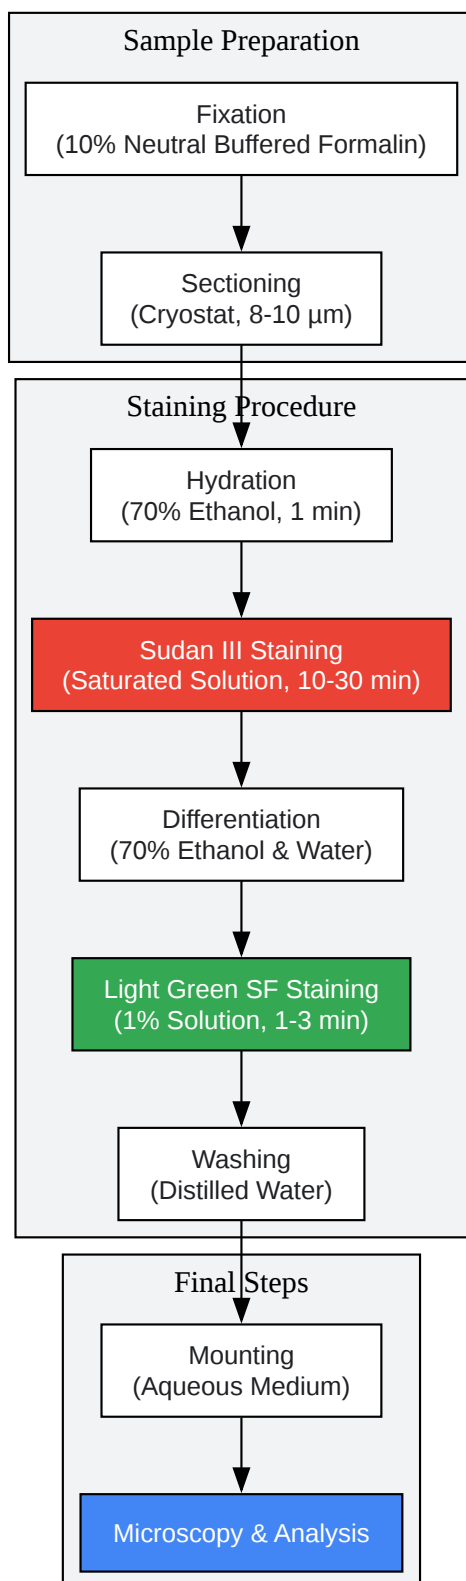 Sample Preparation
Fixation
(10% Neutral Buffered Formalin)
Sectioning
(Cryostat, 8-10 µm)
Staining Procedure
Hydration
(70% Ethanol, 1 min)
Sudan III Staining
(Saturated Solution, 10-30 min)
Differentiation
(70% Ethanol & Water)
Light Green SF Staining
(1% Solution, 1-3 min)
Washing
(Distilled Water)
Final Steps
Mounting
(Aqueous Medium)
Microscopy & Analysis